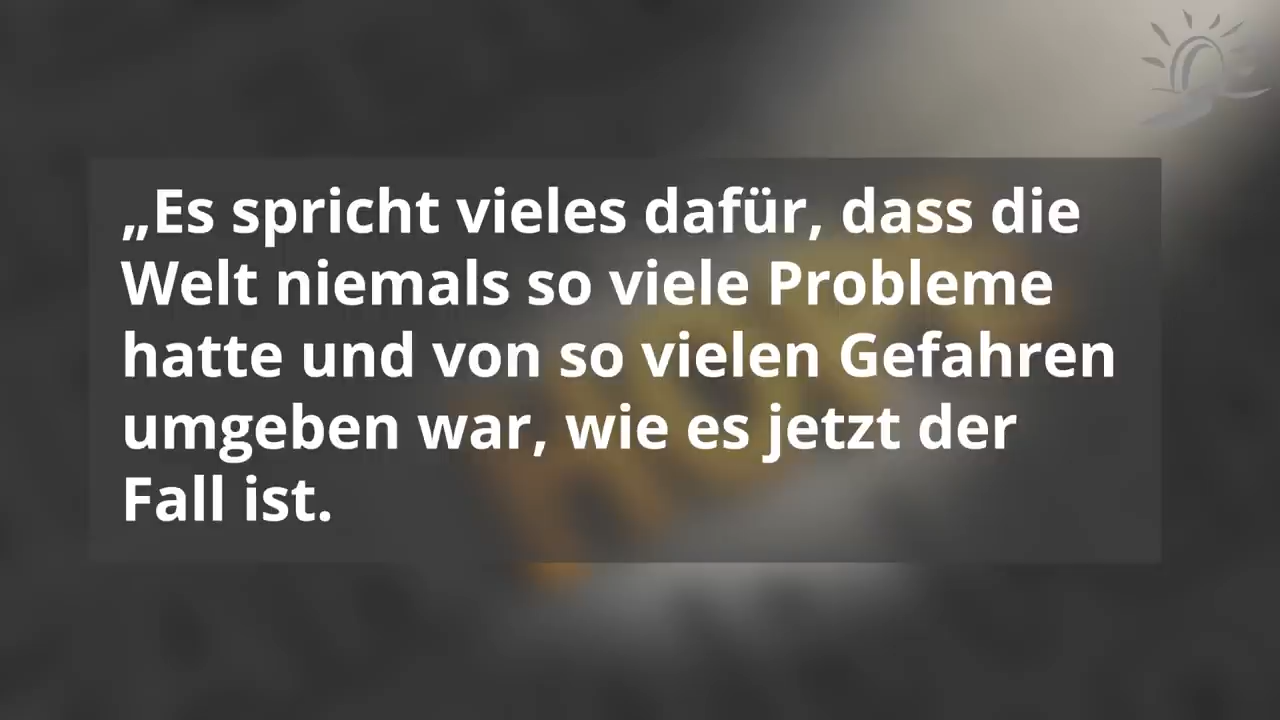 „Es spricht vieles dafür, dass die
Welt niemals so viele Probleme
hatte und von so vielen Gefahren
umgeben war, wie es jetzt der
Fall ist.
HOPE